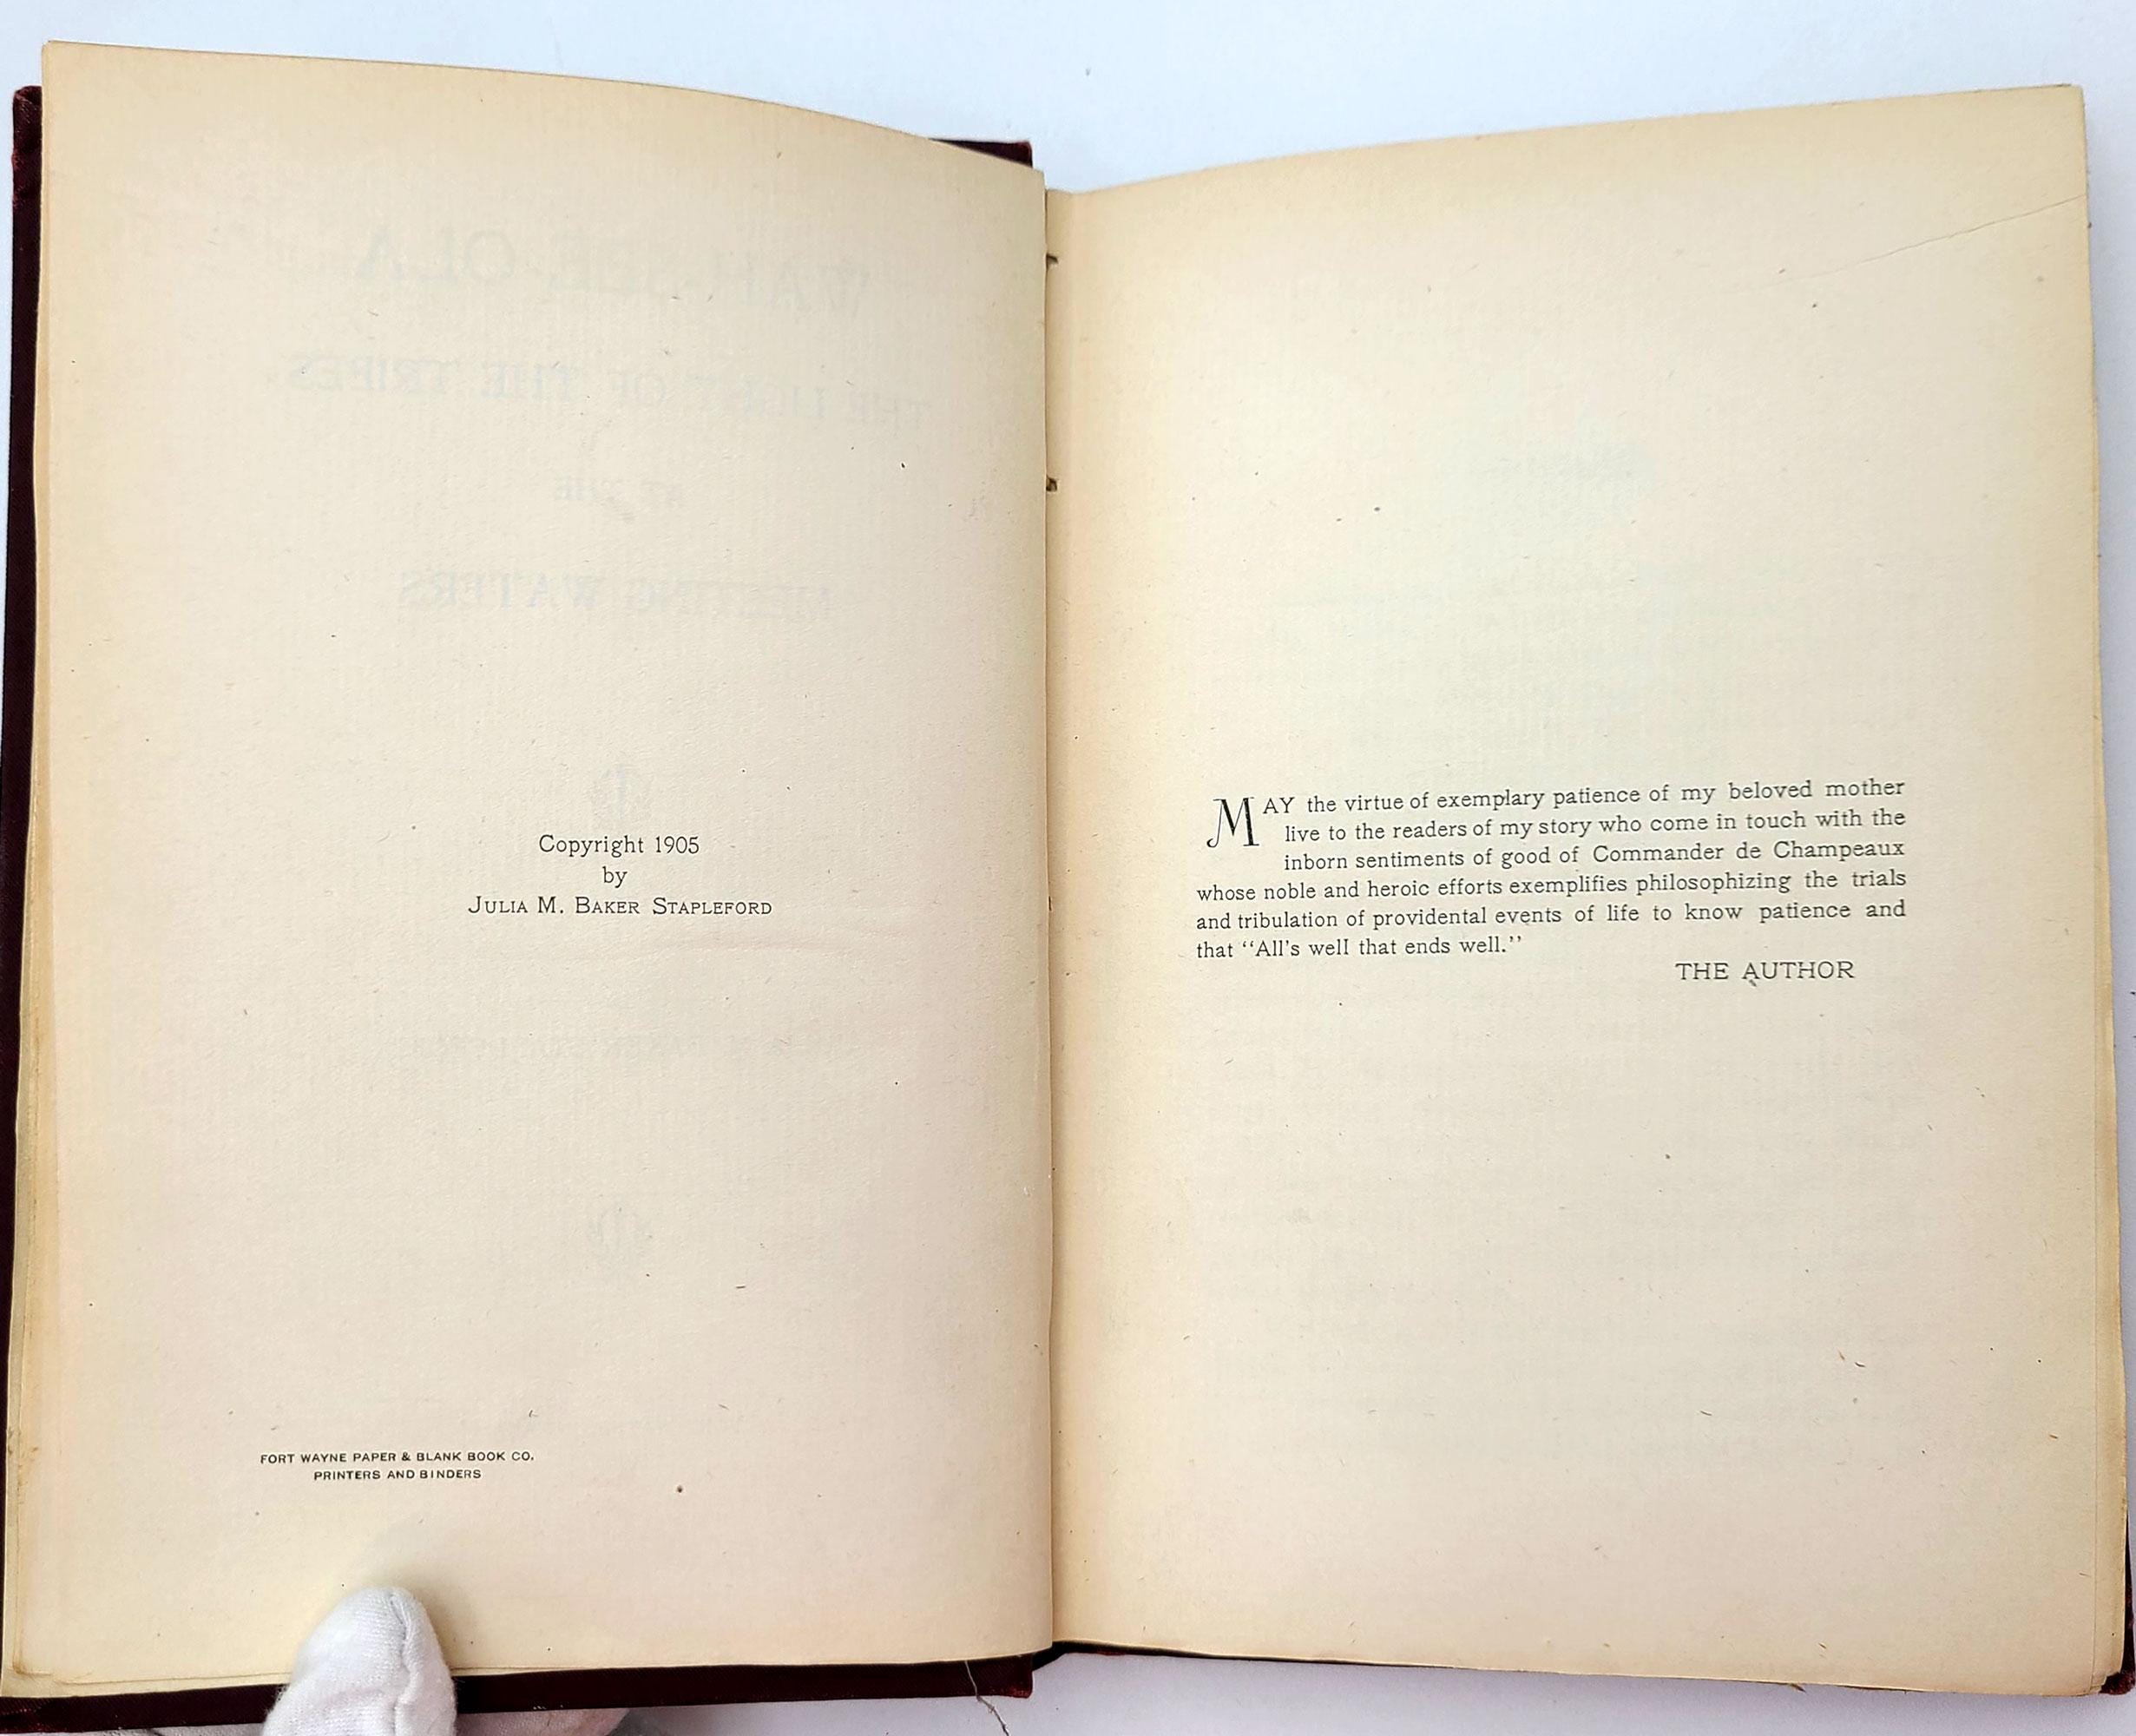 Copyright 1905
by
JULIA M. BAKER STAPLEFORD
FORT WAYNE PAPER & BLANK BOOK CO.
PRINTERS AND BINDERS
MAY the virtue of exemplary patience of my beloved mother
live to the readers of my story who come in touch with the
inborn sentiments of good of Commander de Champeaux
whose noble and heroic efforts exemplifies philosophizing the trials
and tribulation of providental events of life to know patience and
that "All's well that ends well."
THE AUTHOR